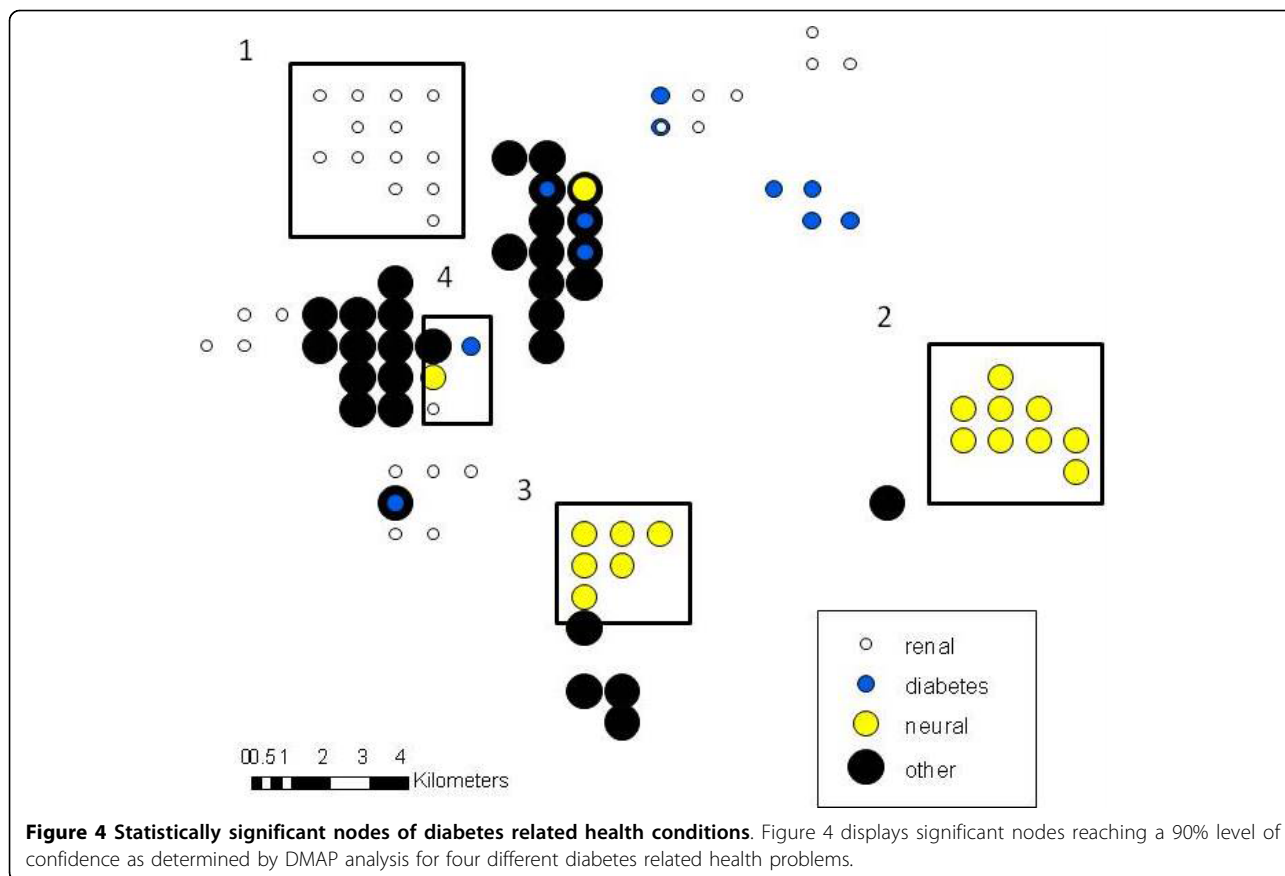 1
4
2
3
renal
diabetes
neural
other
00.51 2 3 4
Kilometers
Figure 4 Statistically significant nodes of diabetes related health conditions. Figure 4 displays significant nodes reaching a 90% level of
confidence as determined by DMAP analysis for four different diabetes related health problems.